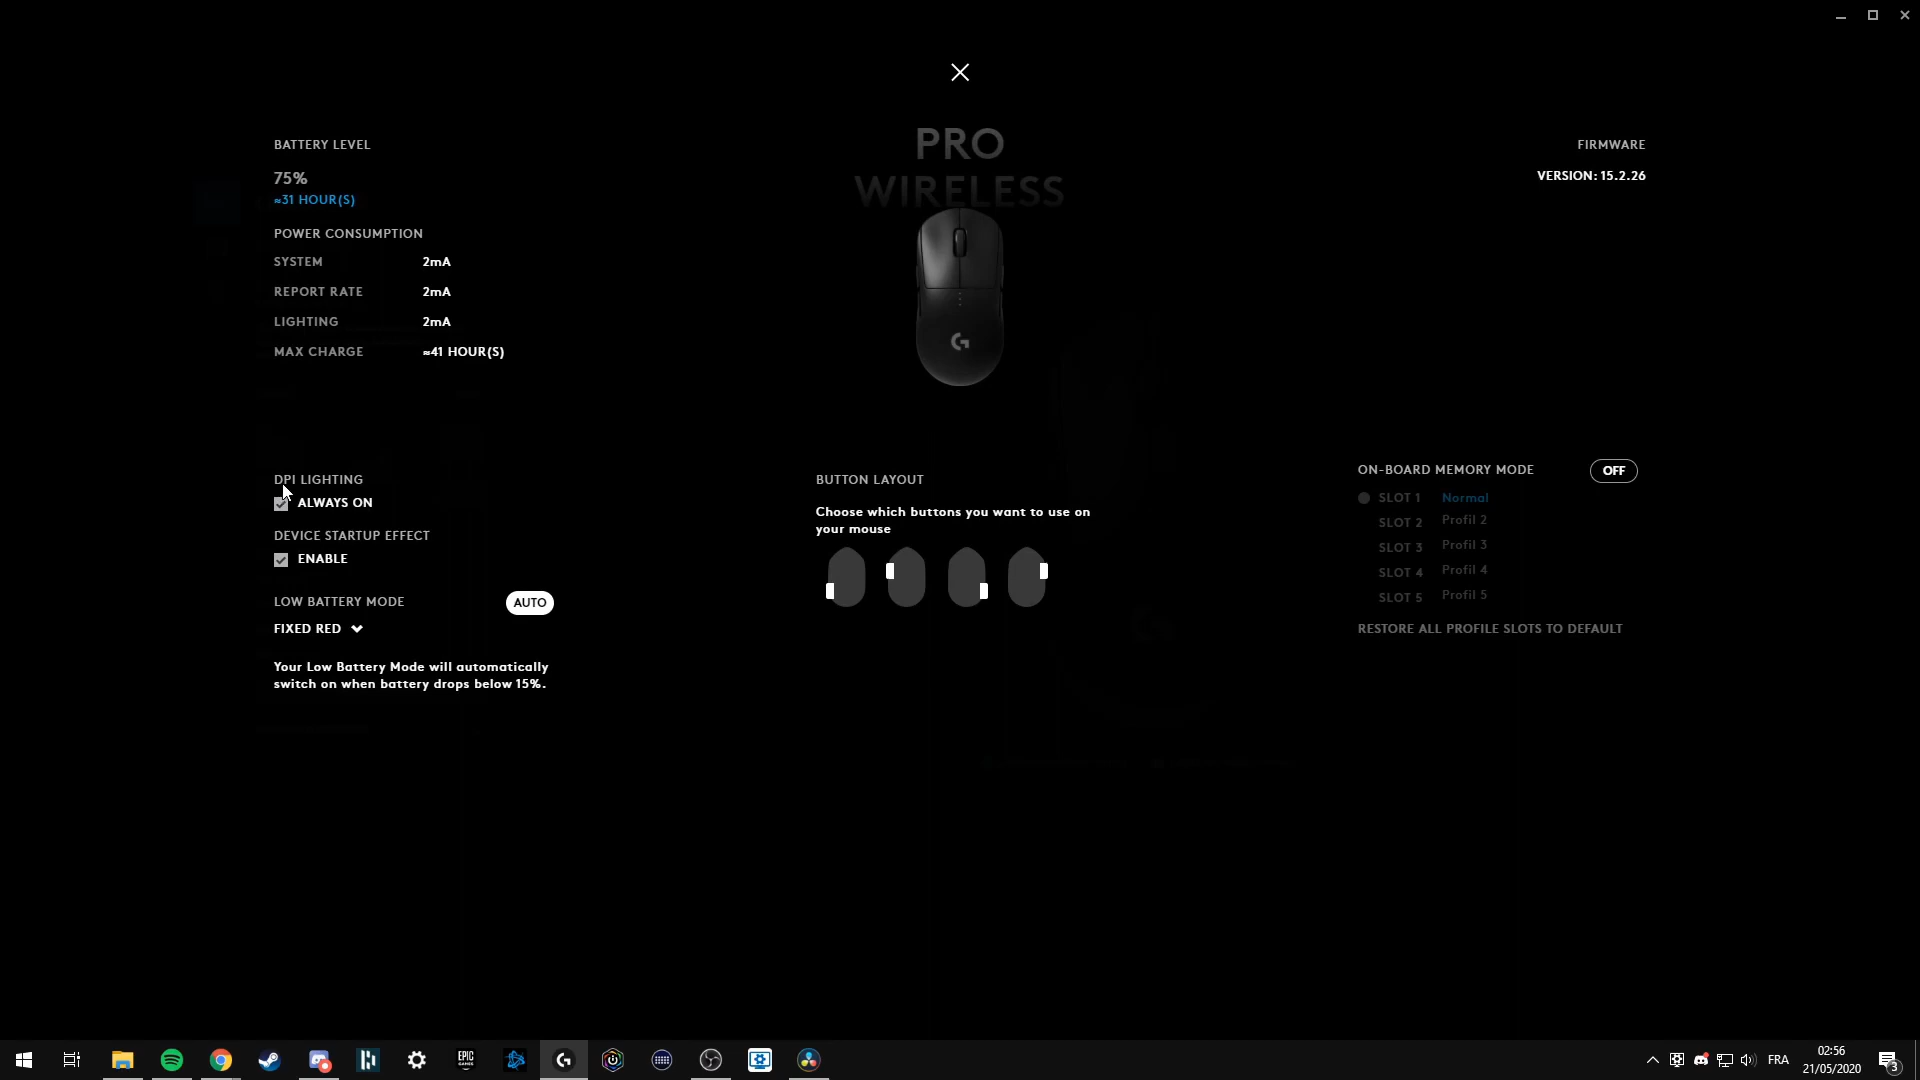 PRO
WIRELESS
BATTERY LEVEL
75%
≈31 HOUR(S)
POWER CONSUMPTION
SYSTEM 2mA
REPORT RATE 2mA
LIGHTING 2mA
MAX CHARGE ≈41 HOUR(S)
FIRMWARE
VERSION: 15.2.26
DPI LIGHTING
ALWAYS ON
DEVICE STARTUP EFFECT
ENABLE
LOW BATTERY MODE AUTO
FIXED RED
Your Low Battery Mode will automatically
switch on when battery drops below 15%.
BUTTON LAYOUT
Choose which buttons you want to use on
your mouse
ON-BOARD MEMORY MODE OFF
SLOT 1 Normal
SLOT 2 Profil 2
SLOT 3 Profil 3
SLOT 4 Profil 4
SLOT 5 Profil 5
RESTORE ALL PROFILE SLOTS TO DEFAULT
EPIC
GAMES
FRA
02:56
21/05/2020
3